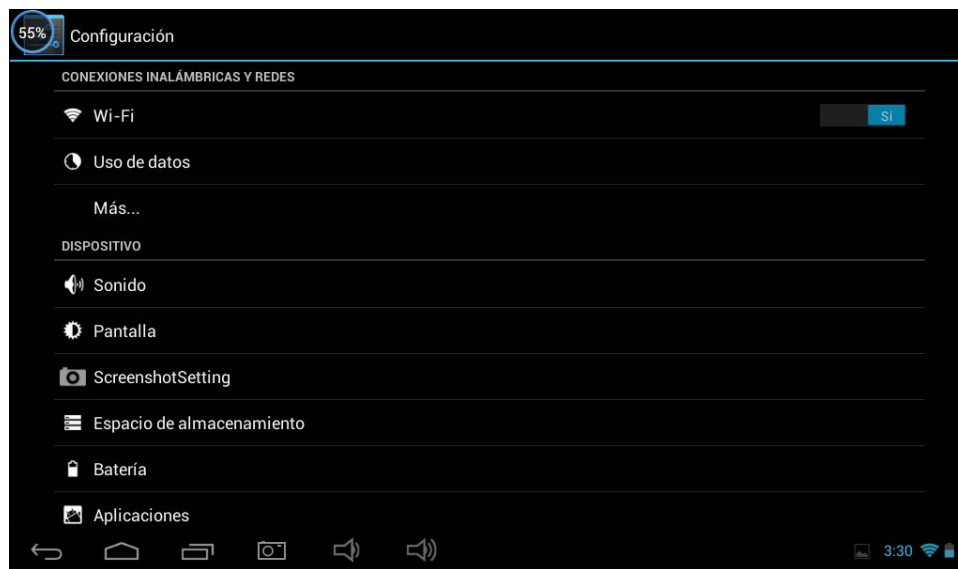 55%
Configuración
CONEXIONES INALÁMBRICAS Y REDES
Wi-Fi
Sí
Uso de datos
Más...
DISPOSITIVO
Sonido
Pantalla
ScreenshotSetting
Espacio de almacenamiento
Batería
Aplicaciones
3:30